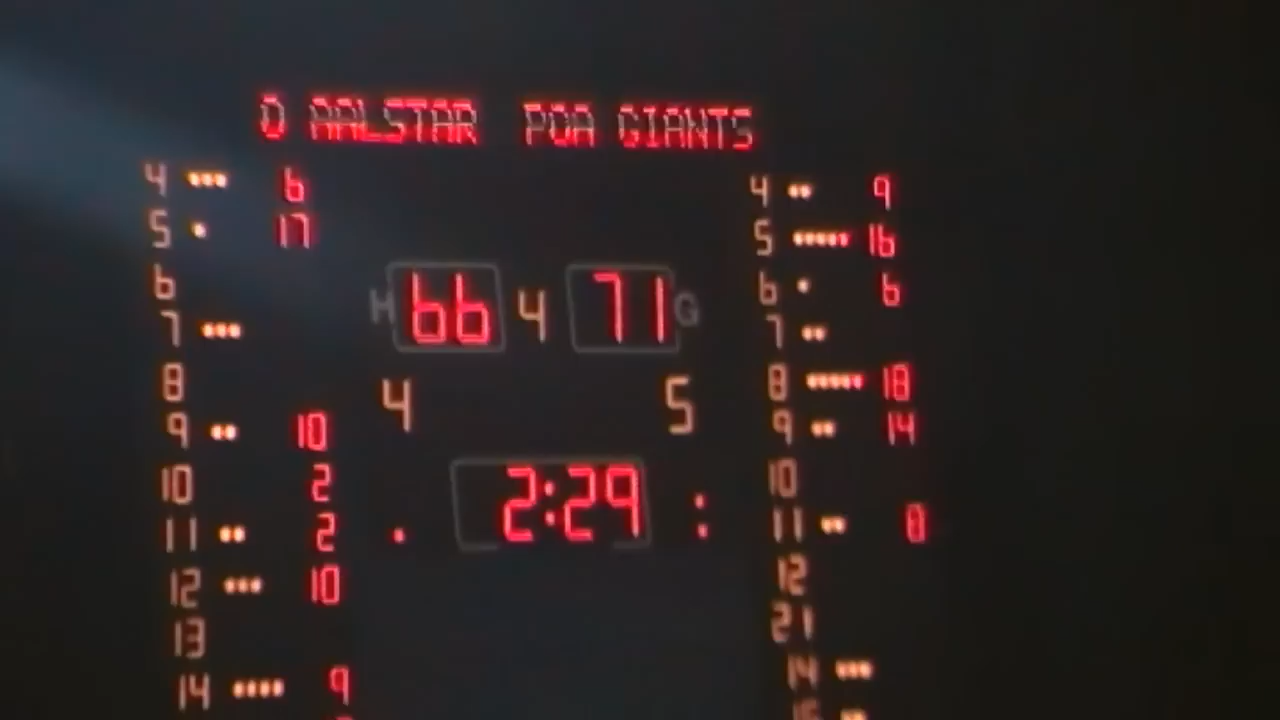 O AALSTAR POA GIANTS
4 6 4 9
5 17 5 16
H 66 4 71 G
6 6 6
7 7
8 4 5 8 18
9 10 9 14
10 2 2:29 10
11 2 11 0
12 10 12
13 21
14 9 14